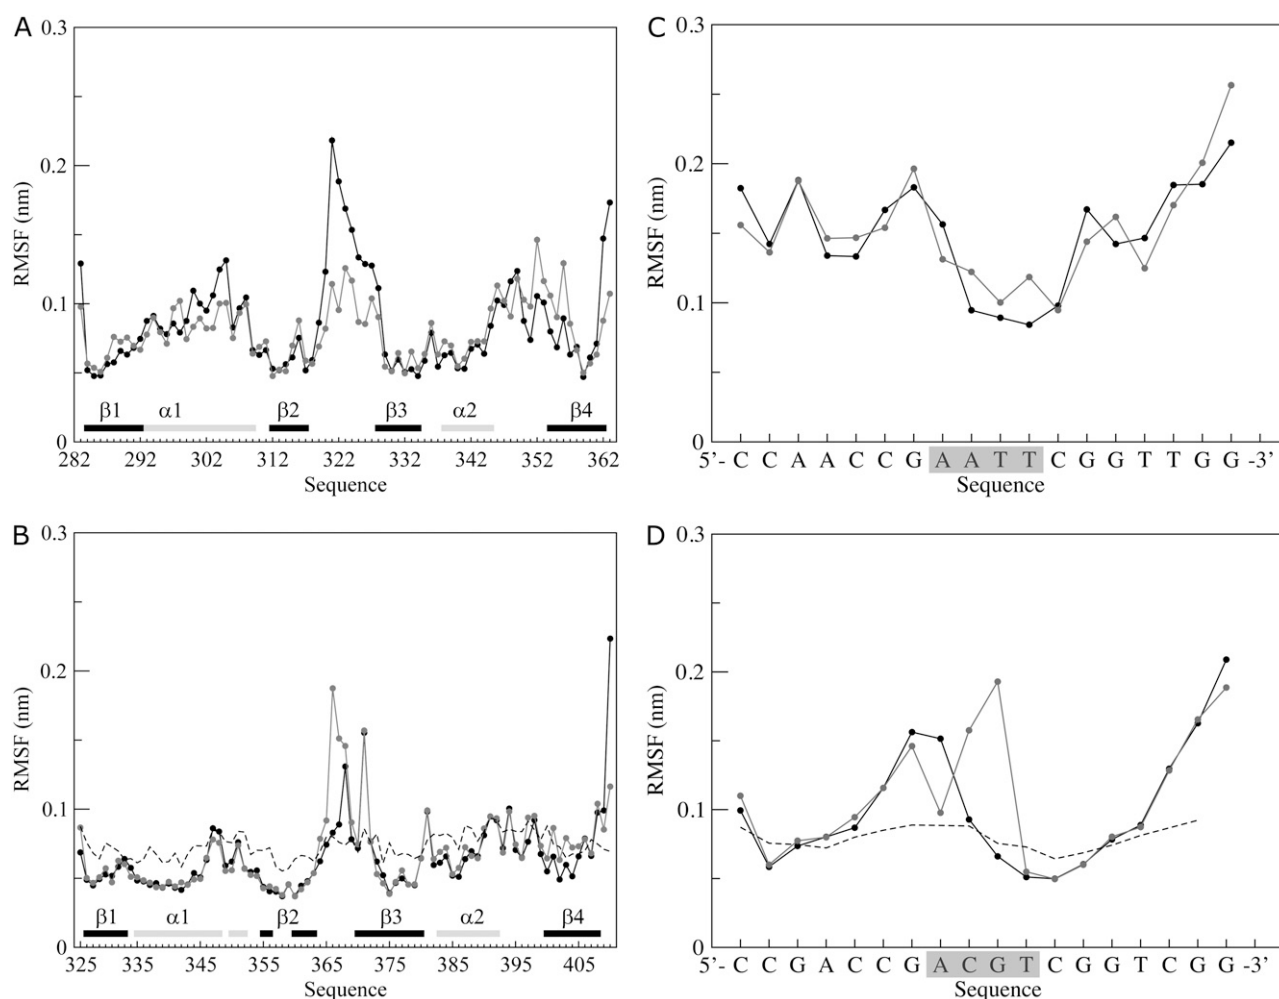 A
0.3
0.2
0.1
0
RMSF (nm)
β1 α1 β2 β3 α2 β4
282 292 302 312 322 332 342 352 362
Sequence
C
0.3
0.2
0.1
0
RMSF (nm)
5’- C C A A C C G A A T T C G G T T G G -3’
Sequence
B
0.3
0.2
0.1
0
RMSF (nm)
β1 α1 β2 β3 α2 β4
325 335 345 355 365 375 385 395 405
Sequence
D
0.3
0.2
0.1
0
RMSF (nm)
5’- C C G A C C G A C G T C G G T C G G -3’
Sequence